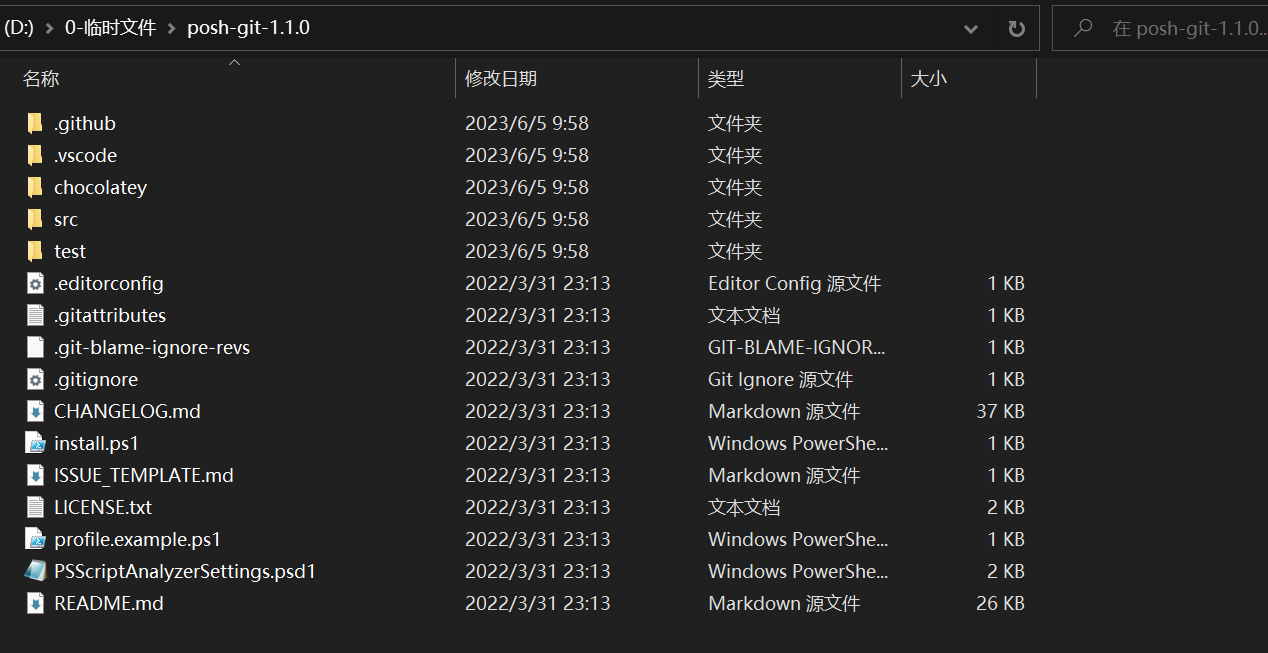 (D:) > 0-临时文件 > posh-git-1.1.0 在 posh-git-1.1.0...
名称 修改日期 类型 大小
.github 2023/6/5 9:58 文件夹
.vscode 2023/6/5 9:58 文件夹
chocolatey 2023/6/5 9:58 文件夹
src 2023/6/5 9:58 文件夹
test 2023/6/5 9:58 文件夹
.editorconfig 2022/3/31 23:13 Editor Config 源文件 1 KB
.gitattributes 2022/3/31 23:13 文本文档 1 KB
.git-blame-ignore-revs 2022/3/31 23:13 GIT-BLAME-IGNOR... 1 KB
.gitignore 2022/3/31 23:13 Git Ignore 源文件 1 KB
CHANGELOG.md 2022/3/31 23:13 Markdown 源文件 37 KB
install.ps1 2022/3/31 23:13 Windows PowerShe... 1 KB
ISSUE_TEMPLATE.md 2022/3/31 23:13 Markdown 源文件 1 KB
LICENSE.txt 2022/3/31 23:13 文本文档 2 KB
profile.example.ps1 2022/3/31 23:13 Windows PowerShe... 1 KB
PSScriptAnalyzerSettings.psd1 2022/3/31 23:13 Windows PowerShe... 2 KB
README.md 2022/3/31 23:13 Markdown 源文件 26 KB